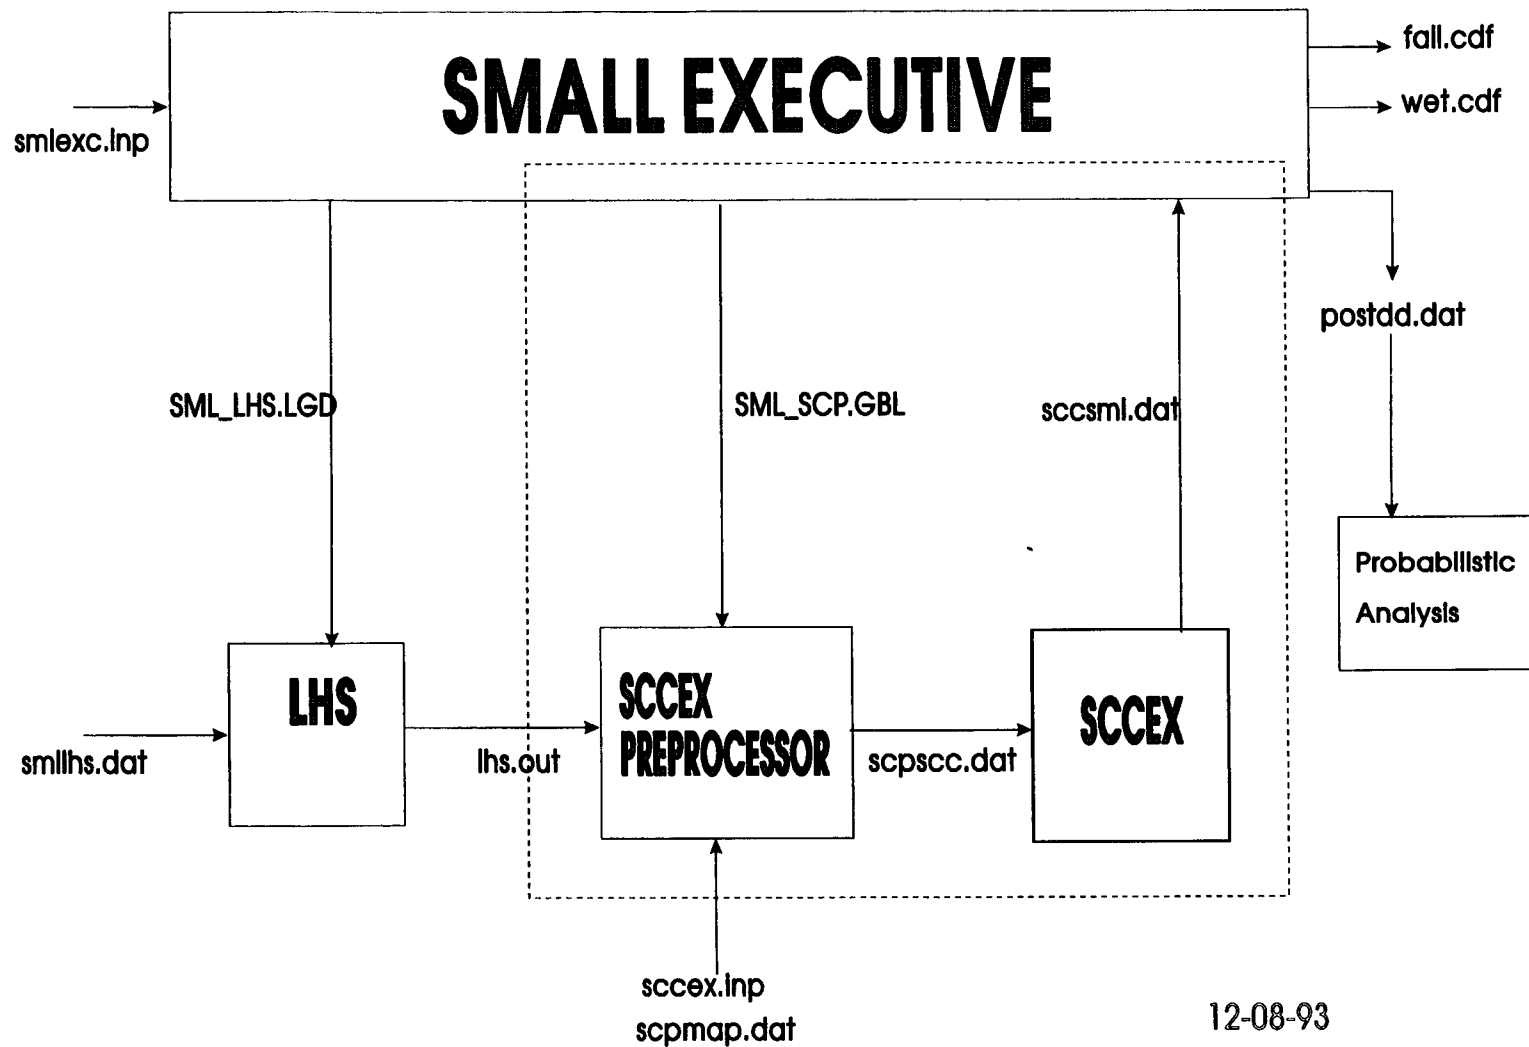 SMALL EXECUTIVE
fail.cdf
wet.cdf
smlexc.inp
postdd.dat
SML_LHS.LGD
SML_SCP.GBL
sccsml.dat
Probabilistic
Analysis
LHS
SCCEX
PREPROCESSOR
SCCEX
smllhs.dat
lhs.out
scpscc.dat
sccex.inp
scpmap.dat
12-08-93